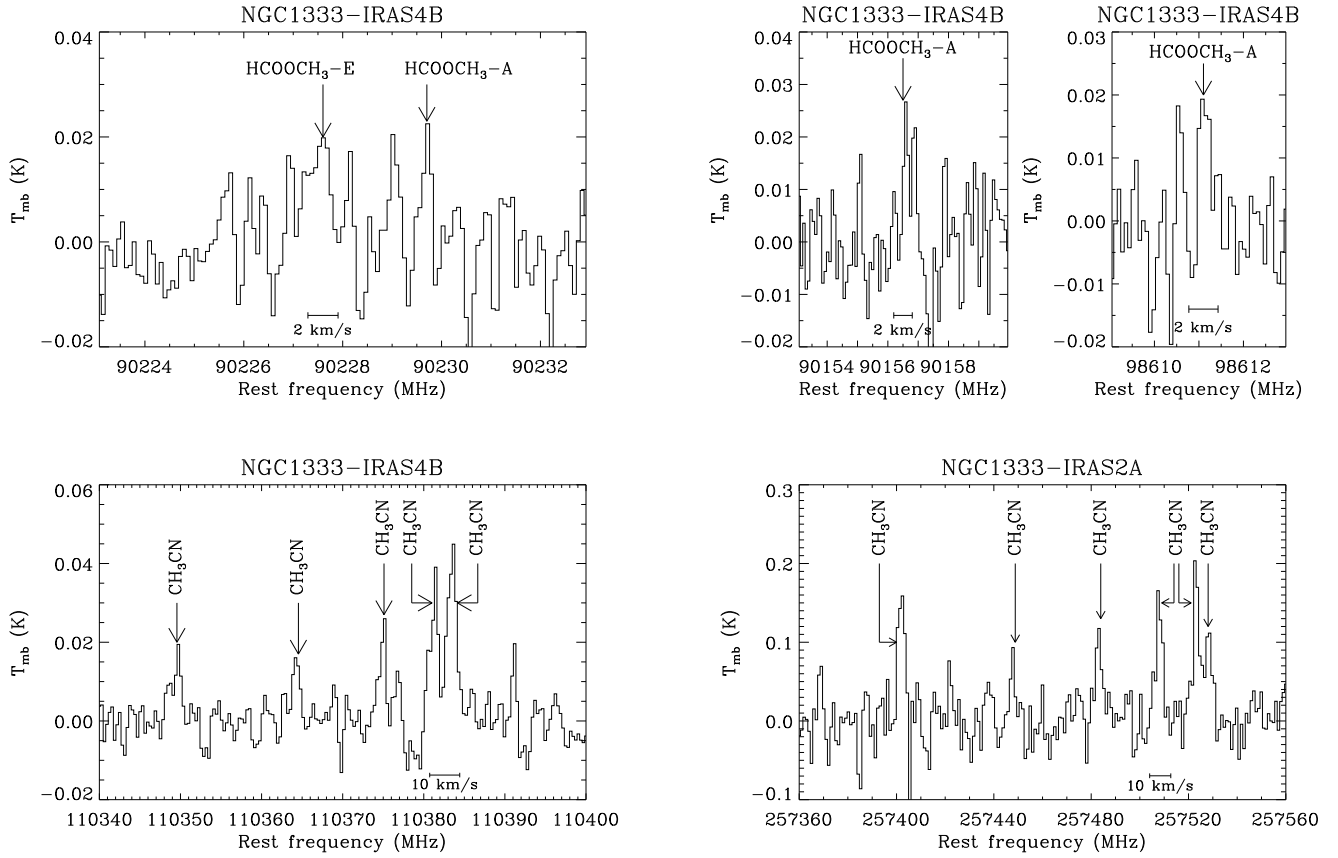 NGC1333−IRAS4B
0.04
0.02
0.00
−0.02
T_mb (K)
HCOOCH₃−E
HCOOCH₃−A
2 km/s
90224 90226 90228 90230 90232
Rest frequency (MHz)
NGC1333−IRAS4B
0.04
0.03
0.02
0.01
0.00
−0.01
−0.02
T_mb (K)
HCOOCH₃−A
2 km/s
90154 90156 90158
Rest frequency (MHz)
NGC1333−IRAS4B
0.03
0.02
0.01
0.00
−0.01
−0.02
T_mb (K)
HCOOCH₃−A
2 km/s
98610 98612
Rest frequency (MHz)
NGC1333−IRAS4B
0.06
0.04
0.02
0.00
−0.02
T_mb (K)
CH₃CN
CH₃CN
CH₃CN
CH₃CN
CH₃CN
10 km/s
110340 110350 110360 110370 110380 110390 110400
Rest frequency (MHz)
NGC1333−IRAS2A
0.3
0.2
0.1
0.0
−0.1
T_mb (K)
CH₃CN
CH₃CN
CH₃CN
CH₃CN
CH₃CN
10 km/s
257360 257400 257440 257480 257520 257560
Rest frequency (MHz)